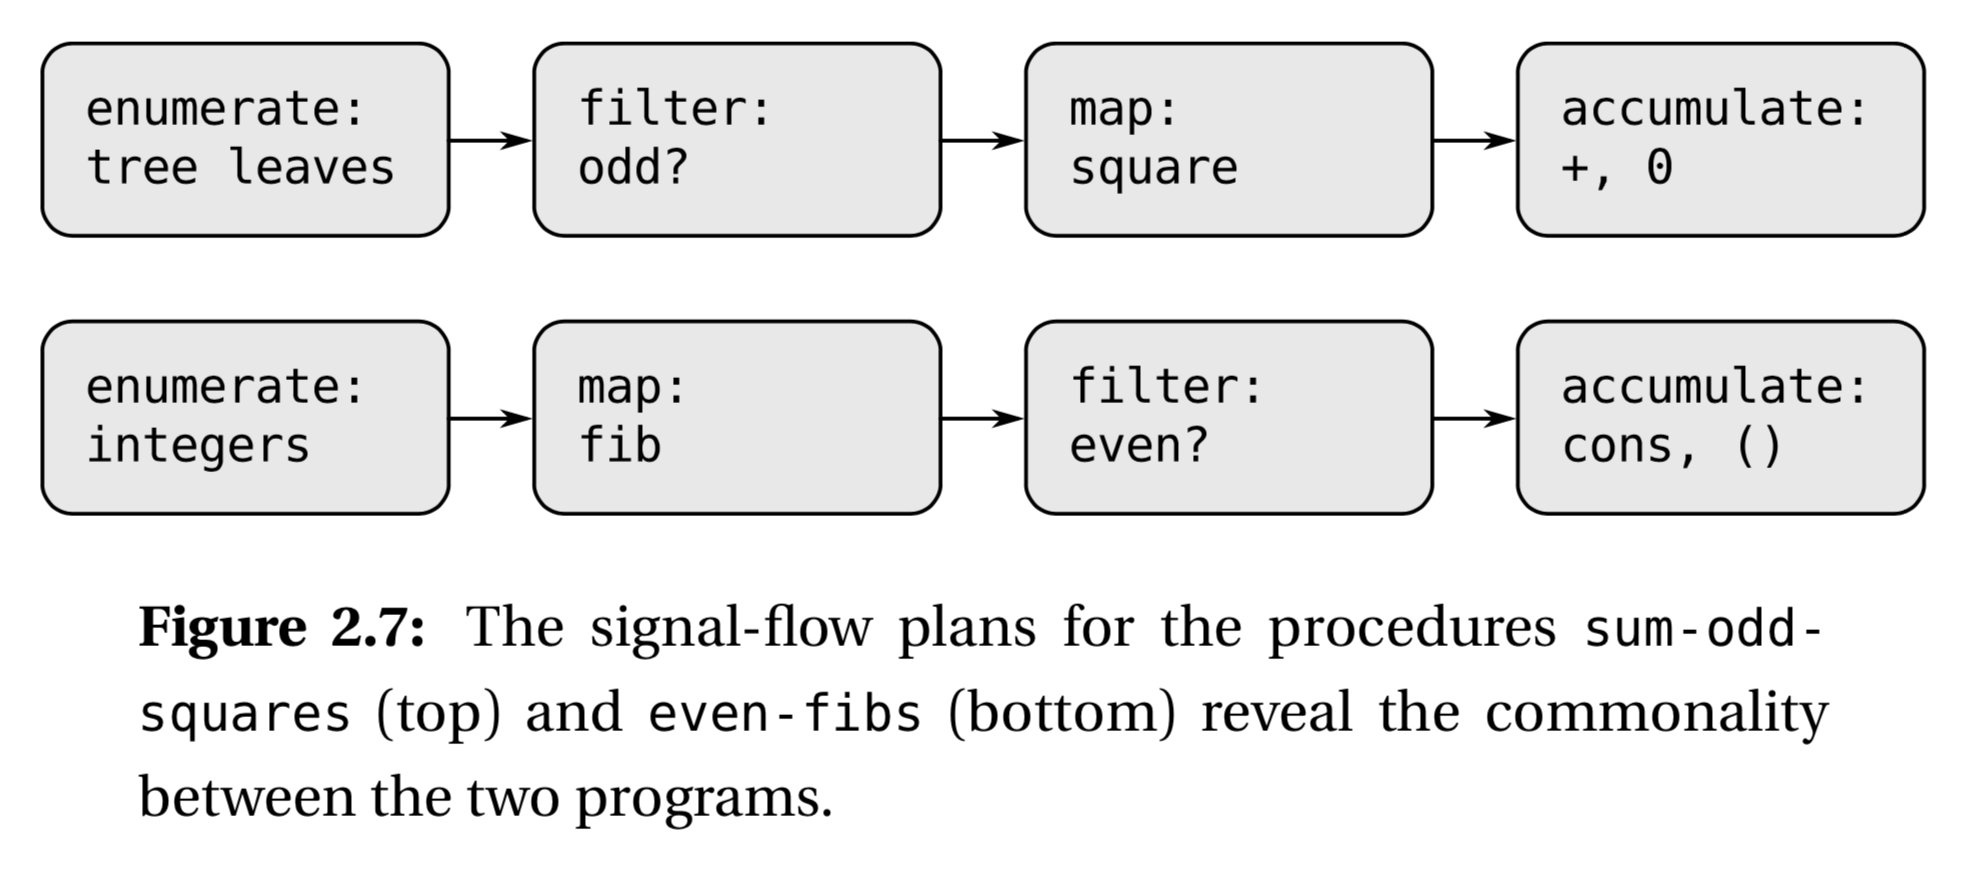 enumerate:
tree leaves
filter:
odd?
map:
square
accumulate:
+, 0
enumerate:
integers
map:
fib
filter:
even?
accumulate:
cons, ()
Figure 2.7: The signal-flow plans for the procedures sum-odd-
squares (top) and even-fibs (bottom) reveal the commonality
between the two programs.